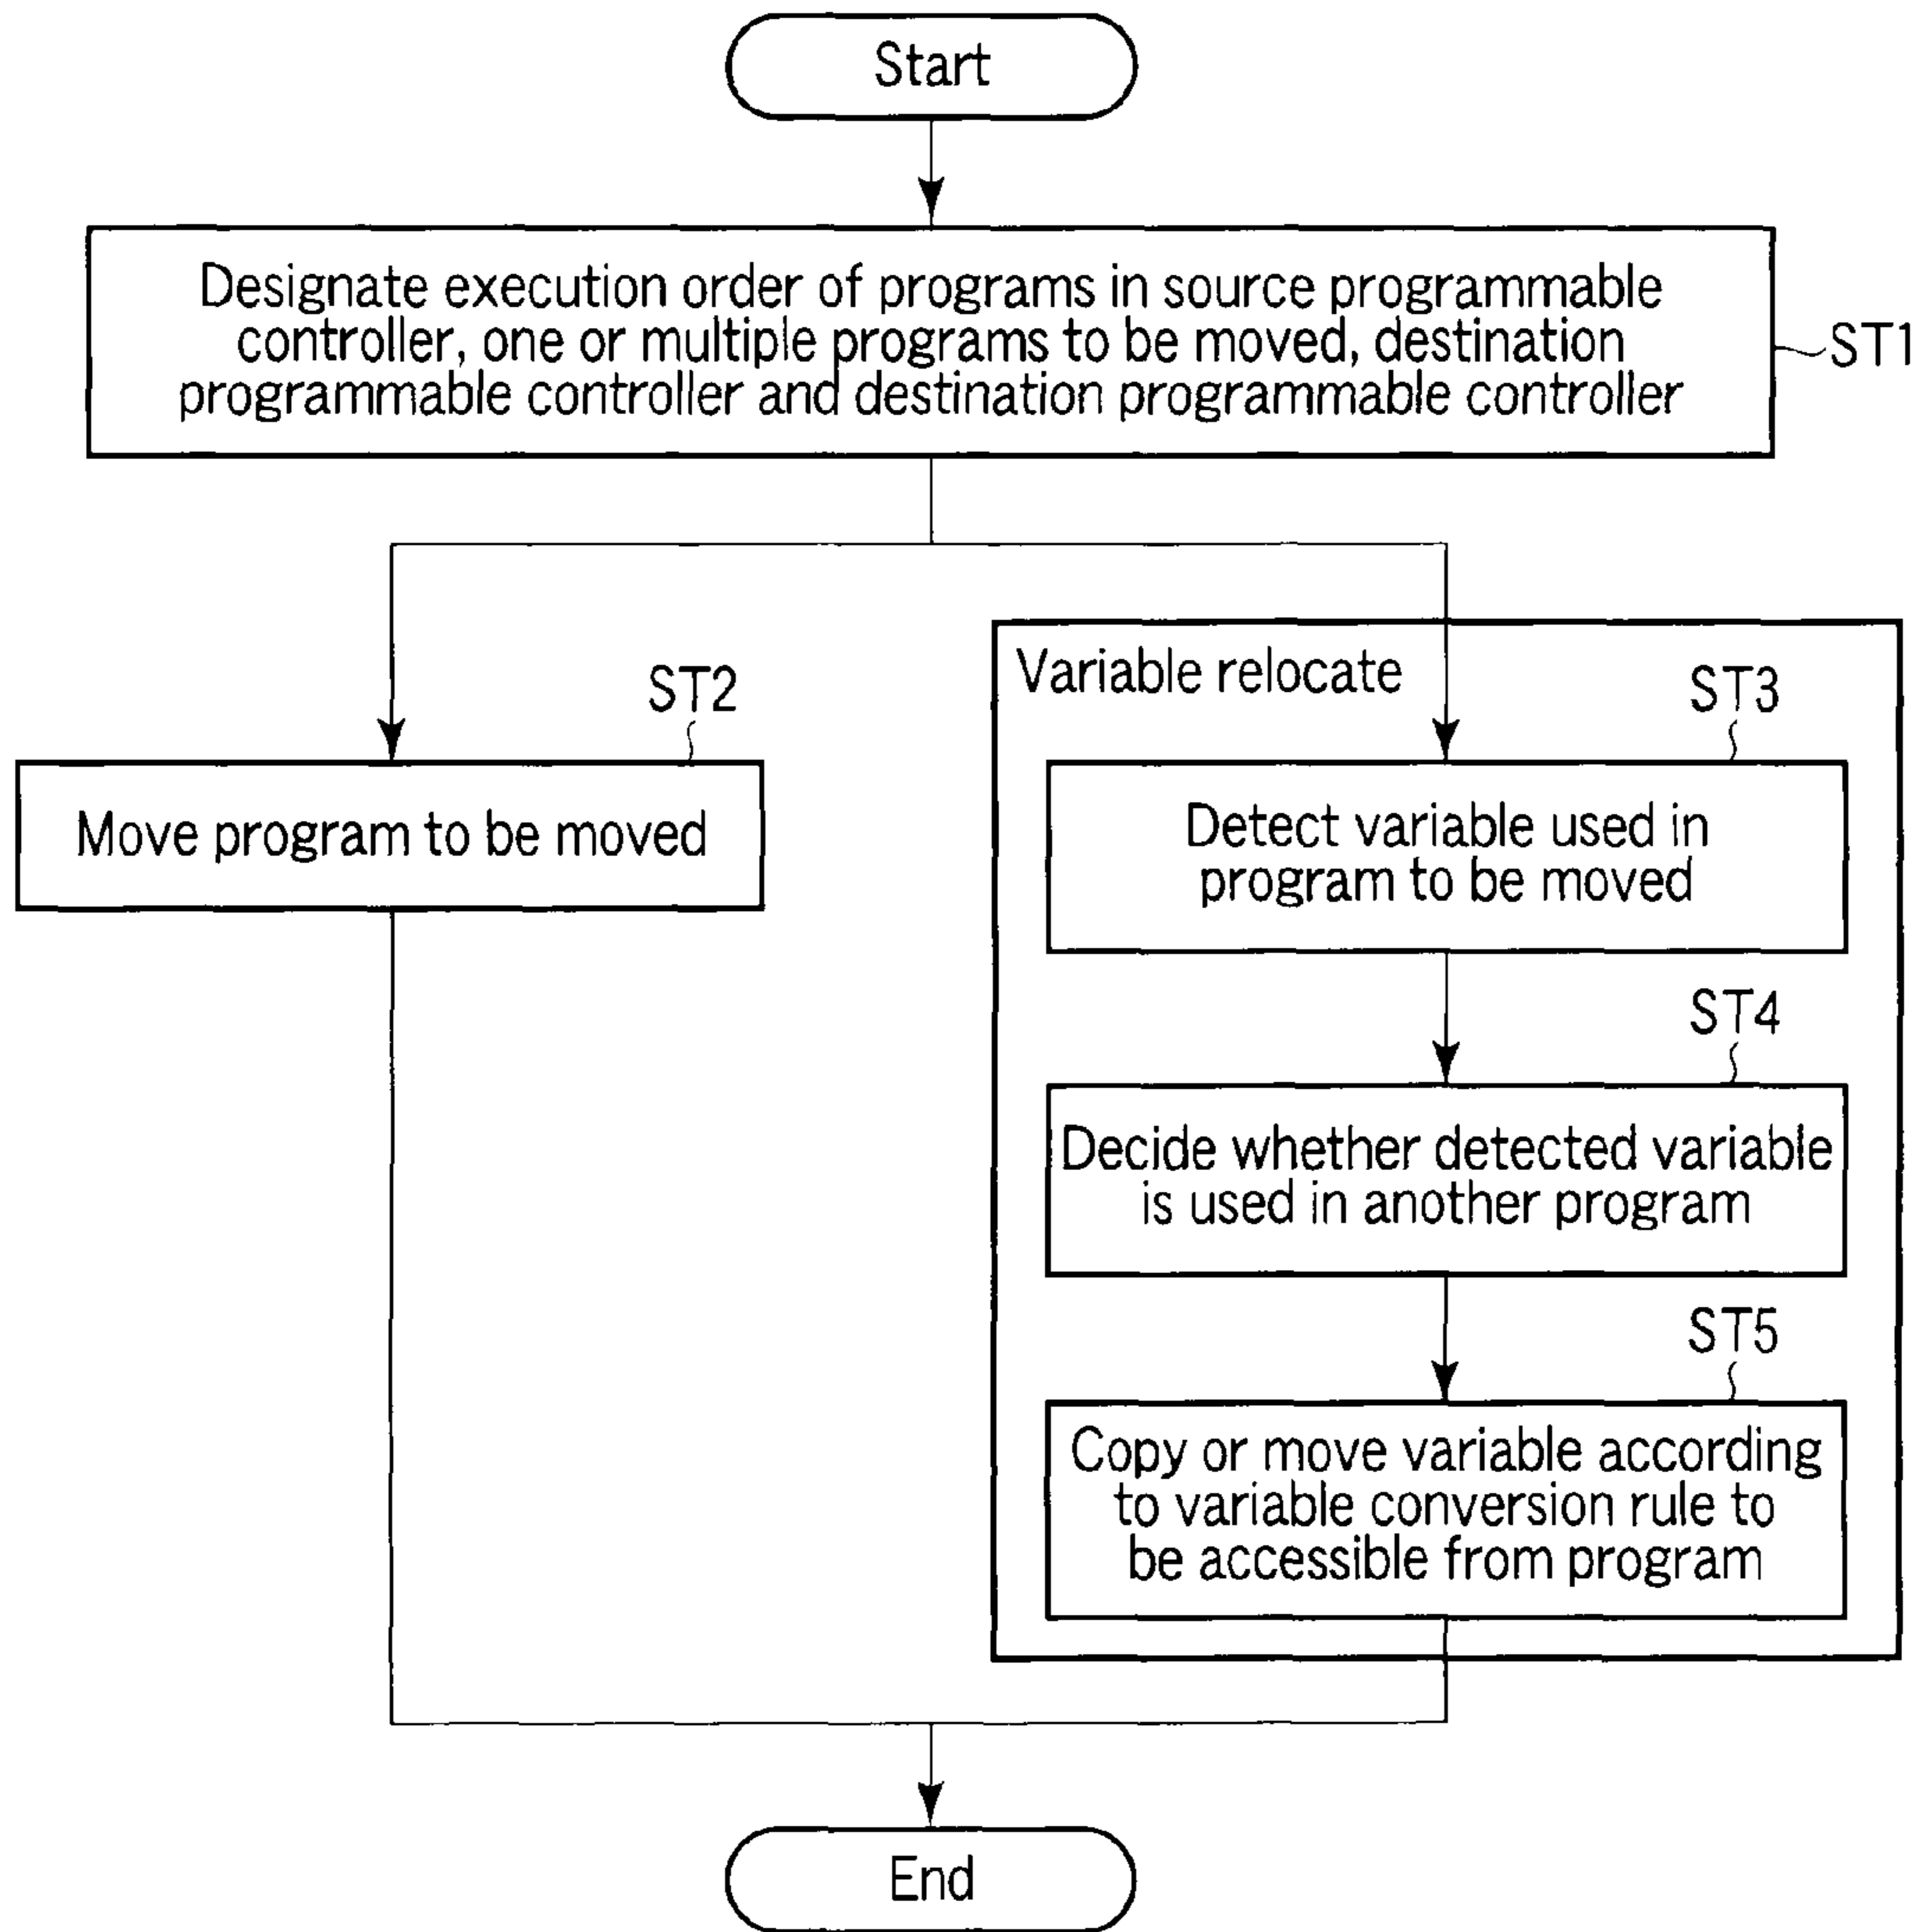 Start
Designate execution order of programs in source programmable
controller, one or multiple programs to be moved, destination
programmable controller and destination programmable controller
ST1
ST2
Move program to be moved
Variable relocate
ST3
Detect variable used in
program to be moved
ST4
Decide whether detected variable
is used in another program
ST5
Copy or move variable according
to variable conversion rule to
be accessible from program
End